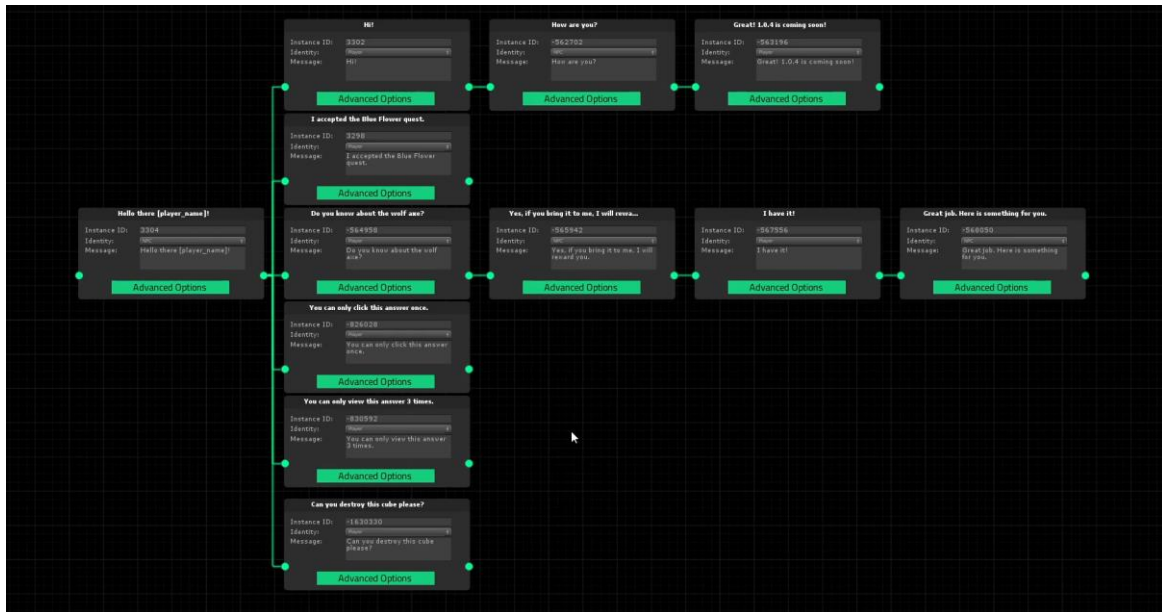 Hi!
Instance ID: 3302
Identity: Player
Message: Hi!
Advanced Options
How are you?
Instance ID: -562702
Identity: NPC
Message: How are you?
Advanced Options
Great! 1.0.4 is coming soon!
Instance ID: -563196
Identity: Player
Message: Great! 1.0.4 is coming soon!
Advanced Options
I accepted the Blue Flower quest.
Instance ID: 3298
Identity: Player
Message: I accepted the Blue Flower
quest.
Advanced Options
Hello there [player_name]!
Instance ID: 3304
Identity: NPC
Message: Hello there [player_name]!
Advanced Options
Do you know about the wolf axe?
Instance ID: -564958
Identity: Player
Message: Do you know about the wolf
axe?
Advanced Options
Yes, if you bring it to me, I will rewa...
Instance ID: -565942
Identity: NPC
Message: Yes, if you bring it to me, I will
reward you.
Advanced Options
I have it!
Instance ID: -567556
Identity: Player
Message: I have it!
Advanced Options
Great job. Here is something for you.
Instance ID: -568050
Identity: NPC
Message: Great job. Here is something
for you.
Advanced Options
You can only click this answer once.
Instance ID: -826028
Identity: Player
Message: You can only click this answer
once.
Advanced Options
You can only view this answer 3 times.
Instance ID: -830592
Identity: Player
Message: You can only view this answer
3 times.
Advanced Options
Can you destroy this cube please?
Instance ID: -1630330
Identity: Player
Message: Can you destroy this cube
please?
Advanced Options